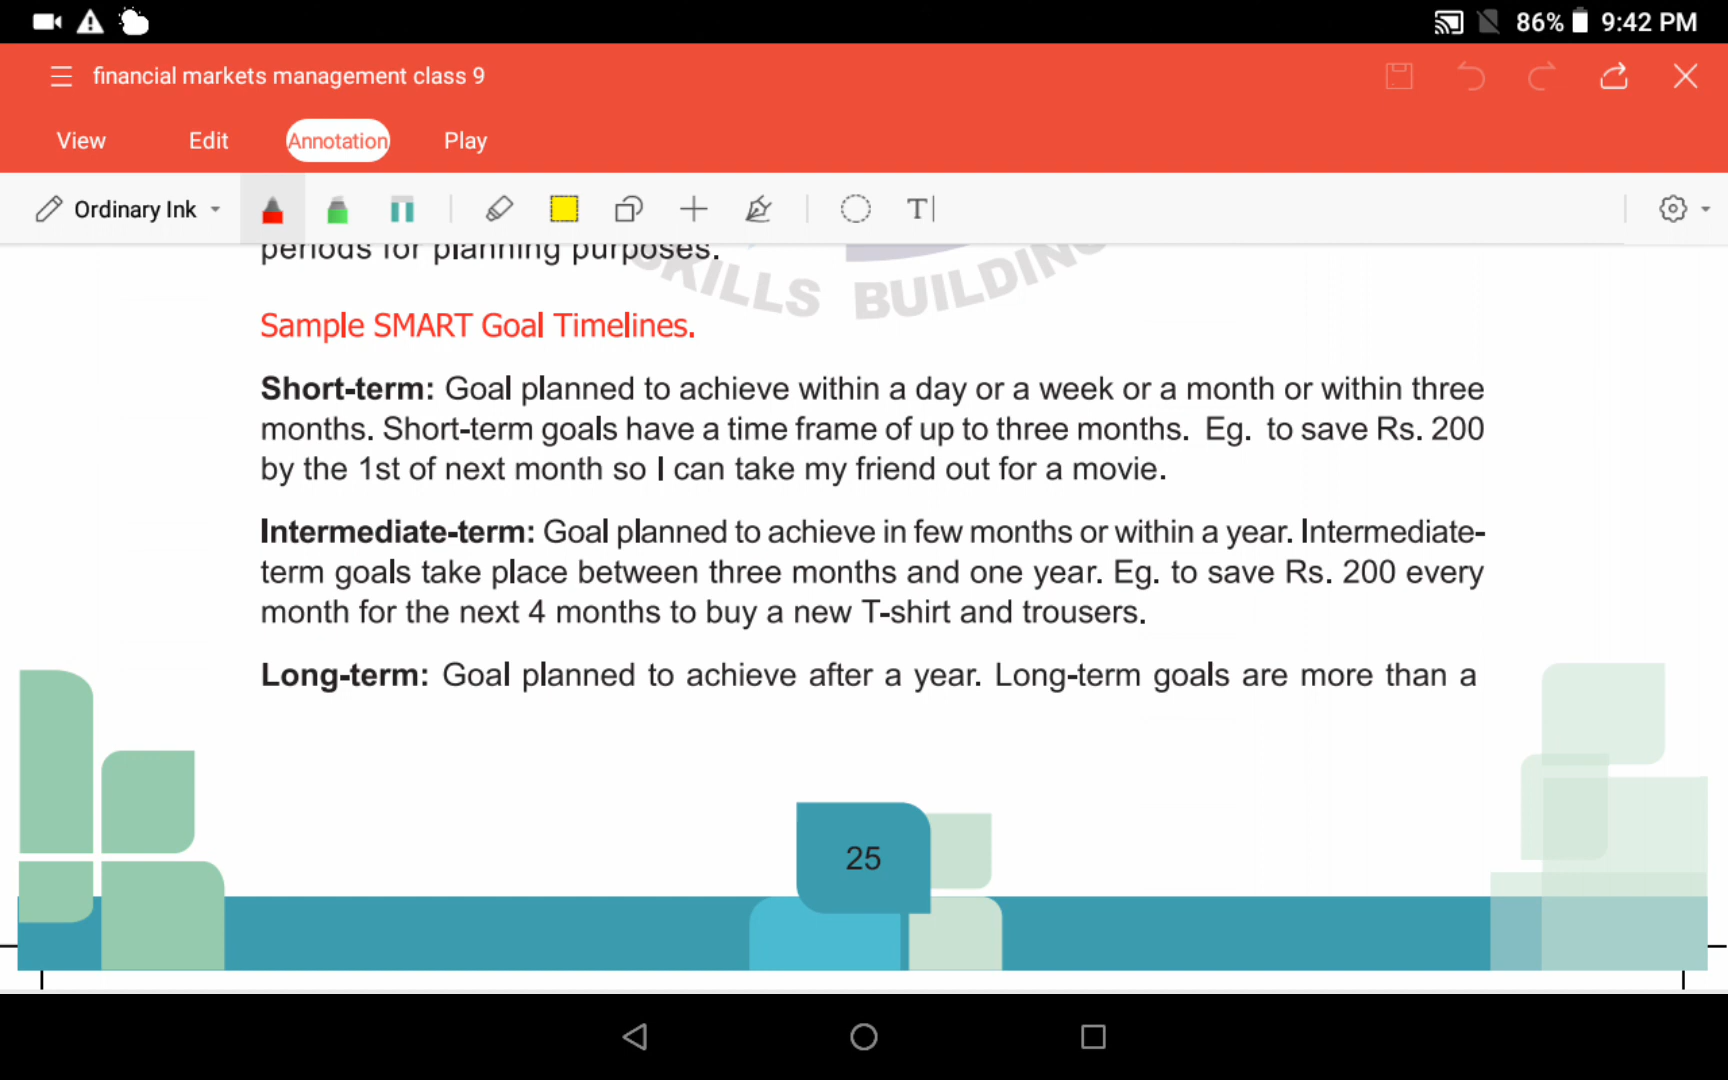 86% 9:42 PM
financial markets management class 9
View Edit Annotation Play
Ordinary Ink T|
periods for planning purposes.
SKILLS BUILDING
Sample SMART Goal Timelines.
Short-term: Goal planned to achieve within a day or a week or a month or within three
months. Short-term goals have a time frame of up to three months. Eg. to save Rs. 200
by the 1st of next month so I can take my friend out for a movie.
Intermediate-term: Goal planned to achieve in few months or within a year. Intermediate-
term goals take place between three months and one year. Eg. to save Rs. 200 every
month for the next 4 months to buy a new T-shirt and trousers.
Long-term: Goal planned to achieve after a year. Long-term goals are more than a
25